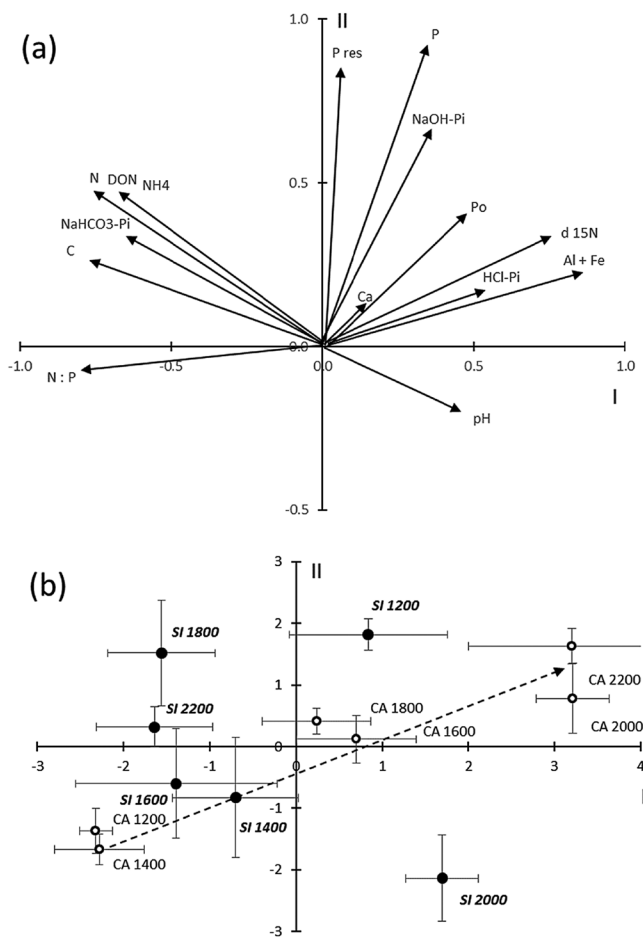 (a)
II
1.0
P
P res
NaOH-Pi
0.5
N DON NH4
Po
NaHCO3-Pi
d 15N
C
Al + Fe
HCl-Pi
Ca
0.0
-1.0 -0.5 0.0 0.5 1.0
N : P
I
pH
-0.5
(b)
II
3
SI 1800
SI 1200
2
1
CA 2200
SI 2200
CA 1800
CA 1600
CA 2000
0
-3 -2 -1 0 1 2 3 4
I
SI 1600
CA 1200
SI 1400
-1
CA 1400
-2
SI 2000
-3